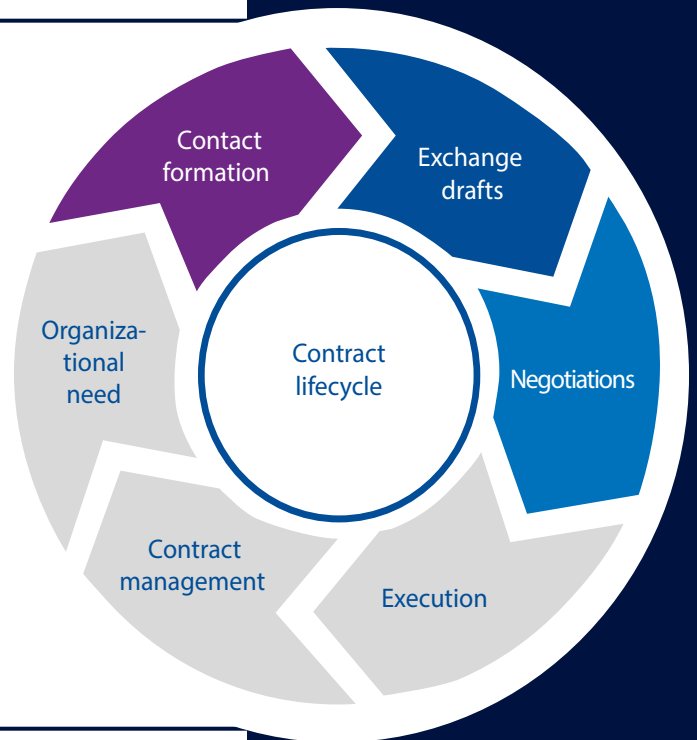 Contact
formation
Exchange
drafts
Organiza-
tional
need
Contract
lifecycle
Negotiations
Contract
management
Execution